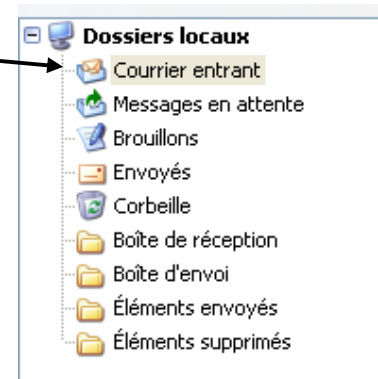 Dossiers locaux
Courrier entrant
Messages en attente
Brouillons
Envoyés
Corbeille
Boîte de réception
Boîte d'envoi
Éléments envoyés
Éléments supprimés